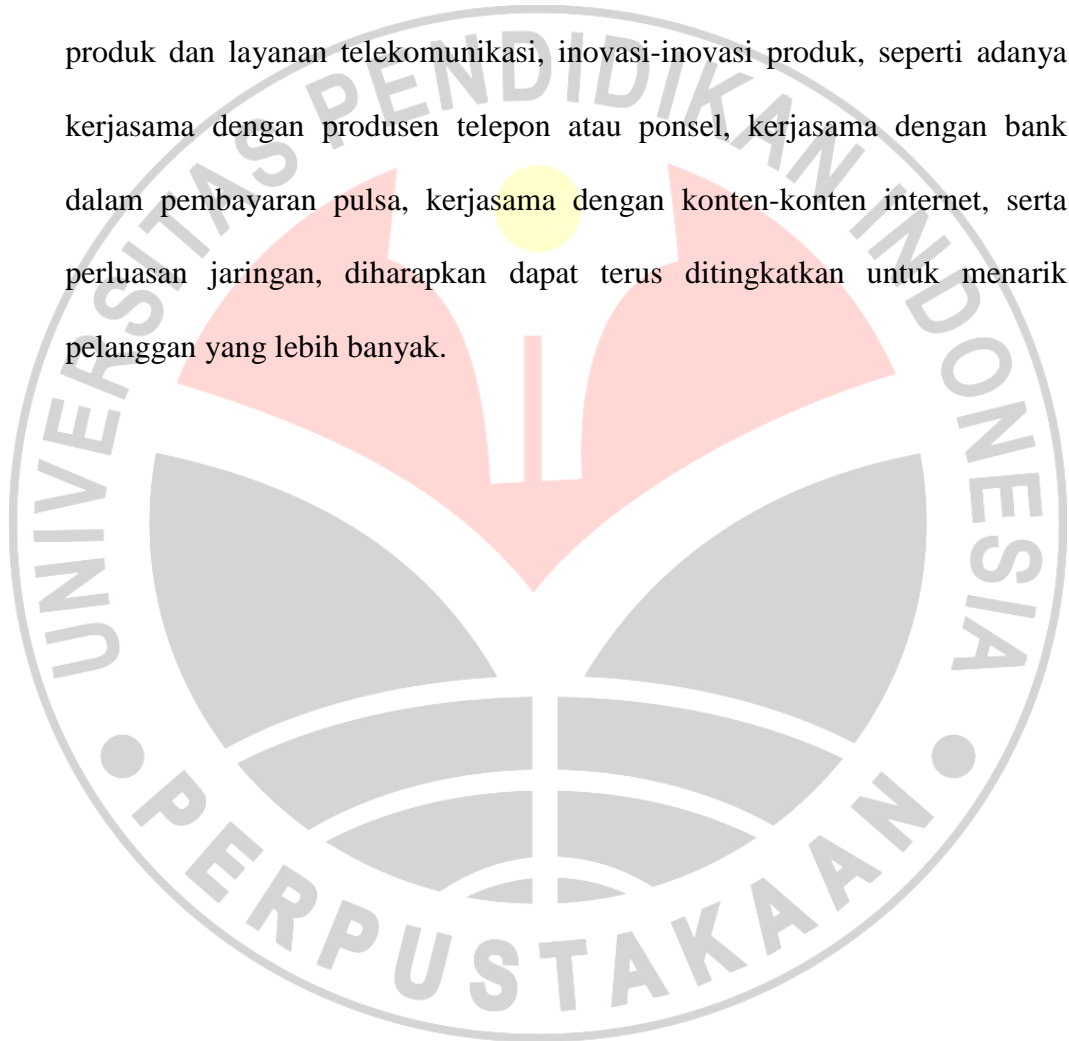 produk dan layanan telekomunikasi, inovasi-inovasi produk, seperti adanya
kerjasama dengan produsen telepon atau ponsel, kerjasama dengan bank
dalam pembayaran pulsa, kerjasama dengan konten-konten internet, serta
perluasan jaringan, diharapkan dapat terus ditingkatkan untuk menarik
pelanggan yang lebih banyak.
UNIVERSITAS PENDIDIKAN INDONESIA
PERPUSTAKAAN